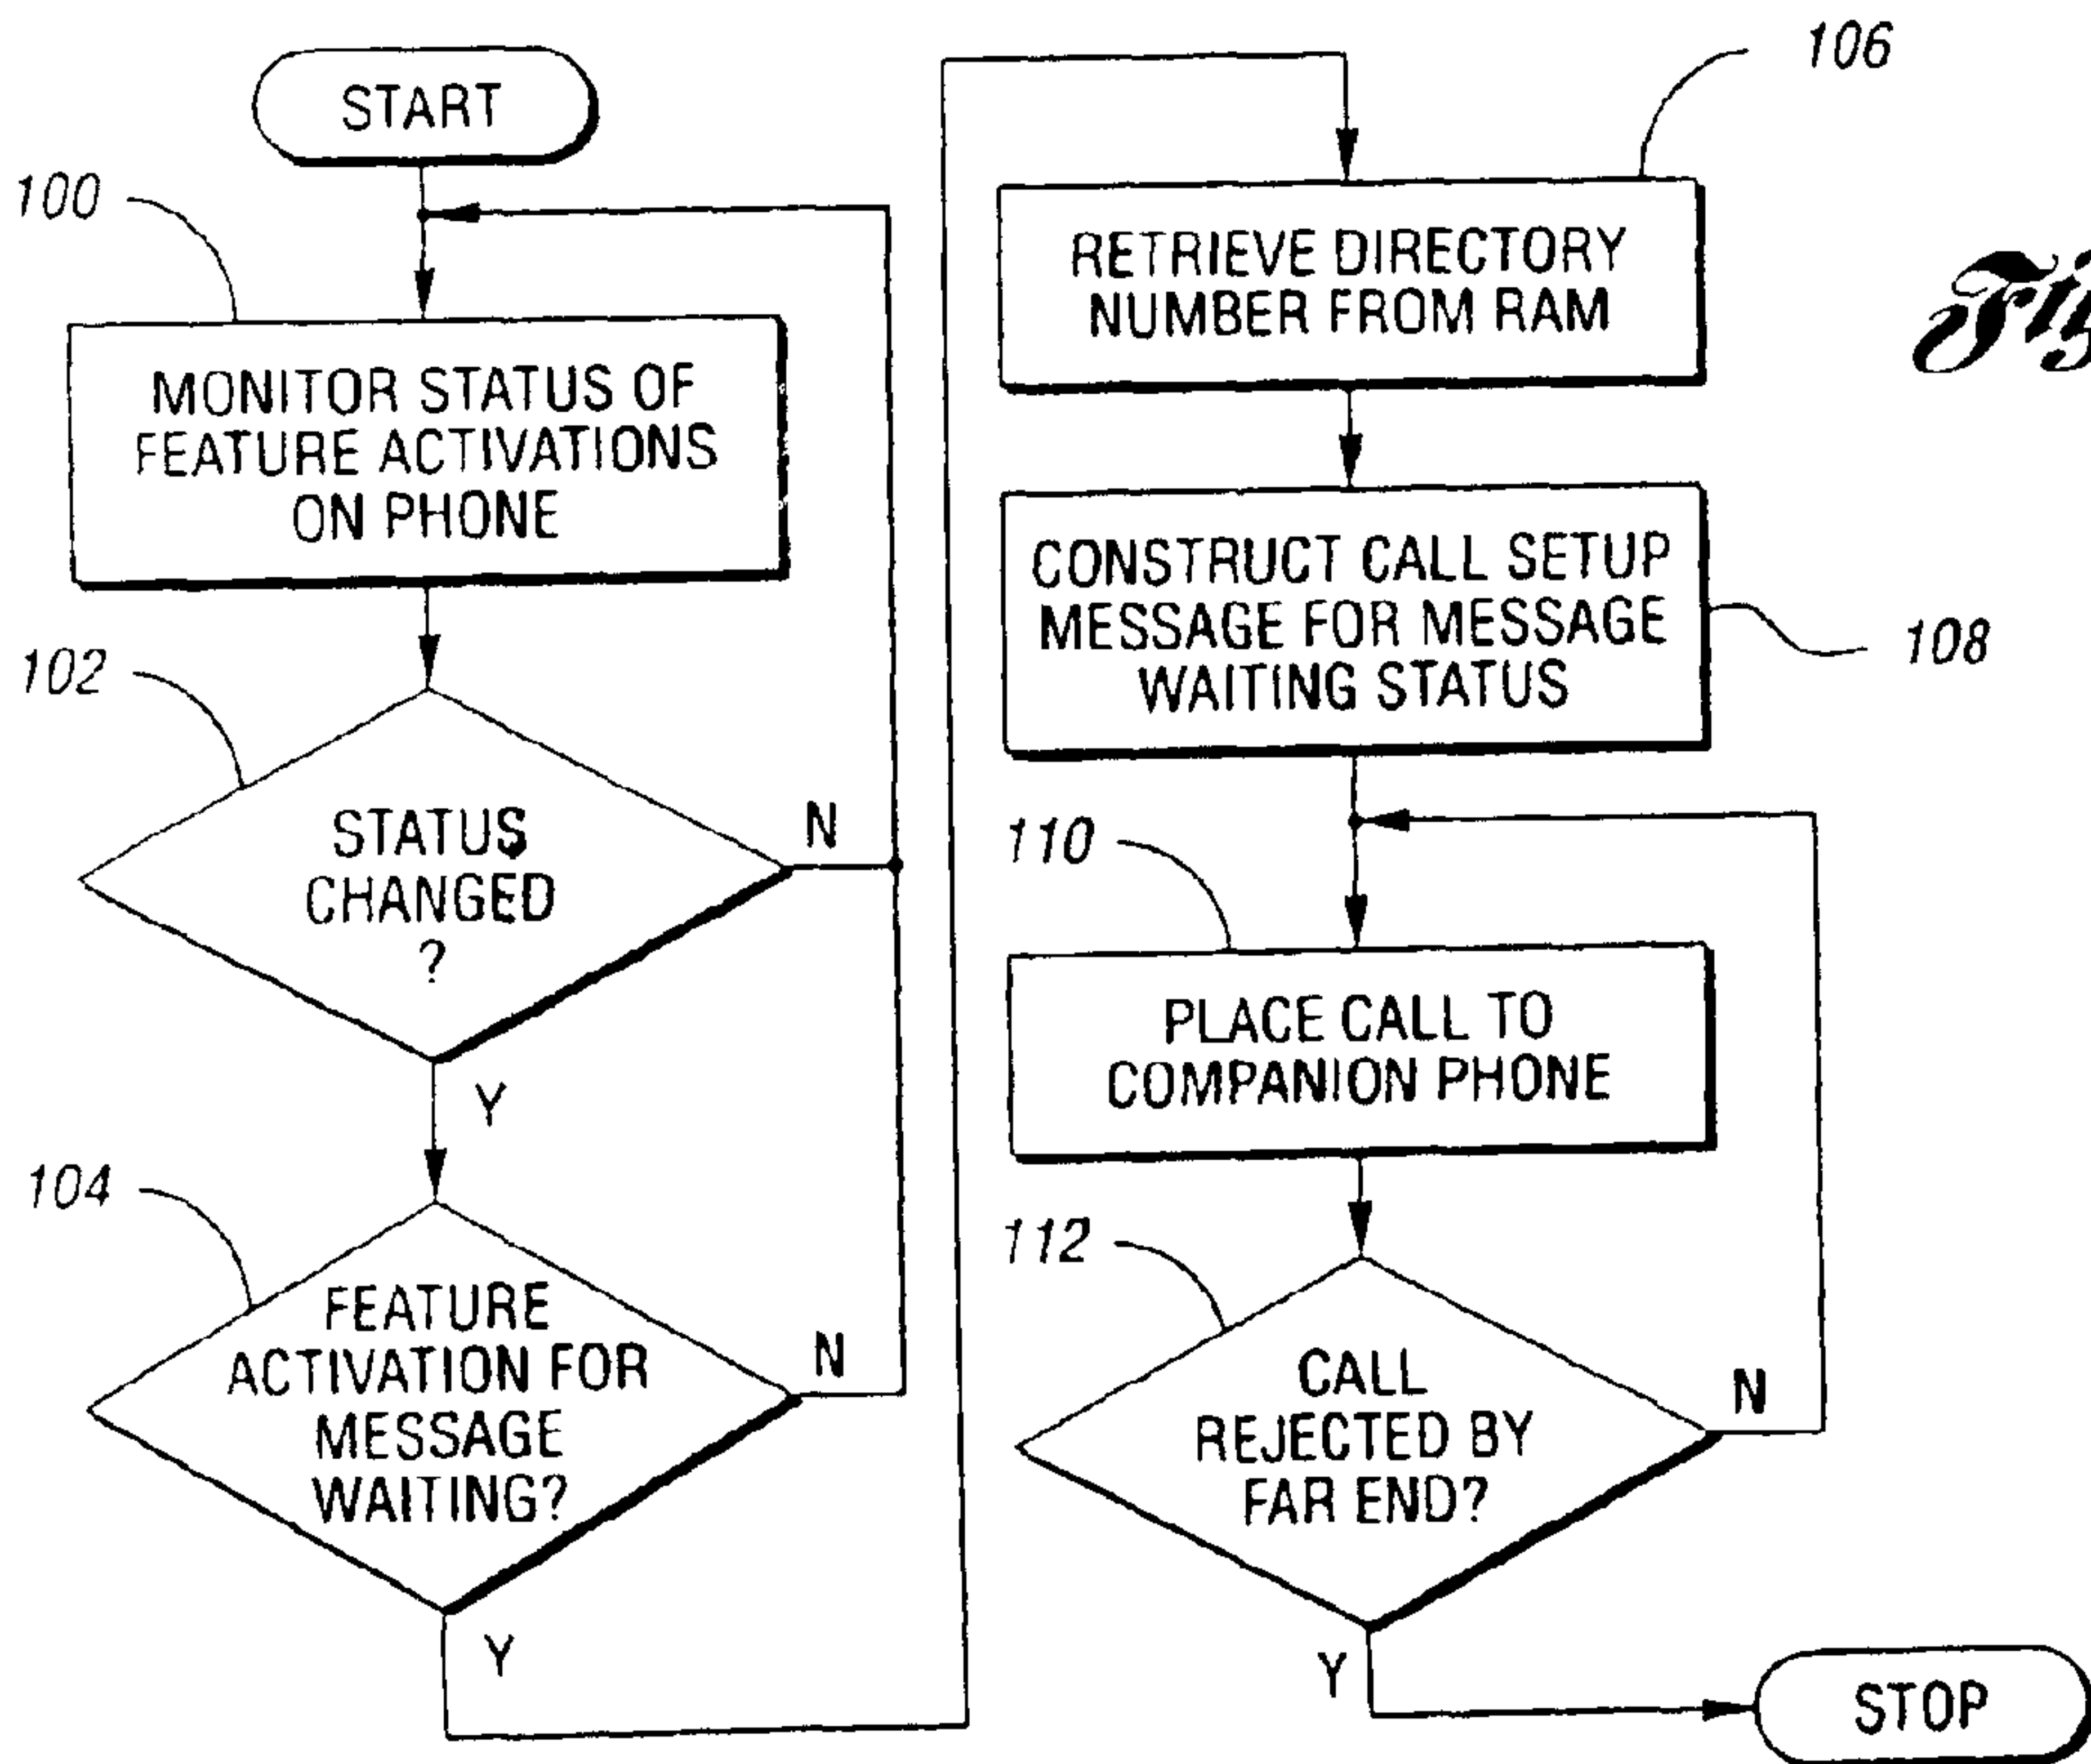 START
100
MONITOR STATUS OF
FEATURE ACTIVATIONS
ON PHONE
102
STATUS
CHANGED
?
N
Y
104
FEATURE
ACTIVATION FOR
MESSAGE
WAITING?
N
Y
106
RETRIEVE DIRECTORY
NUMBER FROM RAM
CONSTRUCT CALL SETUP
MESSAGE FOR MESSAGE
WAITING STATUS
108
110
PLACE CALL TO
COMPANION PHONE
112
CALL
REJECTED BY
FAR END?
N
Y
STOP